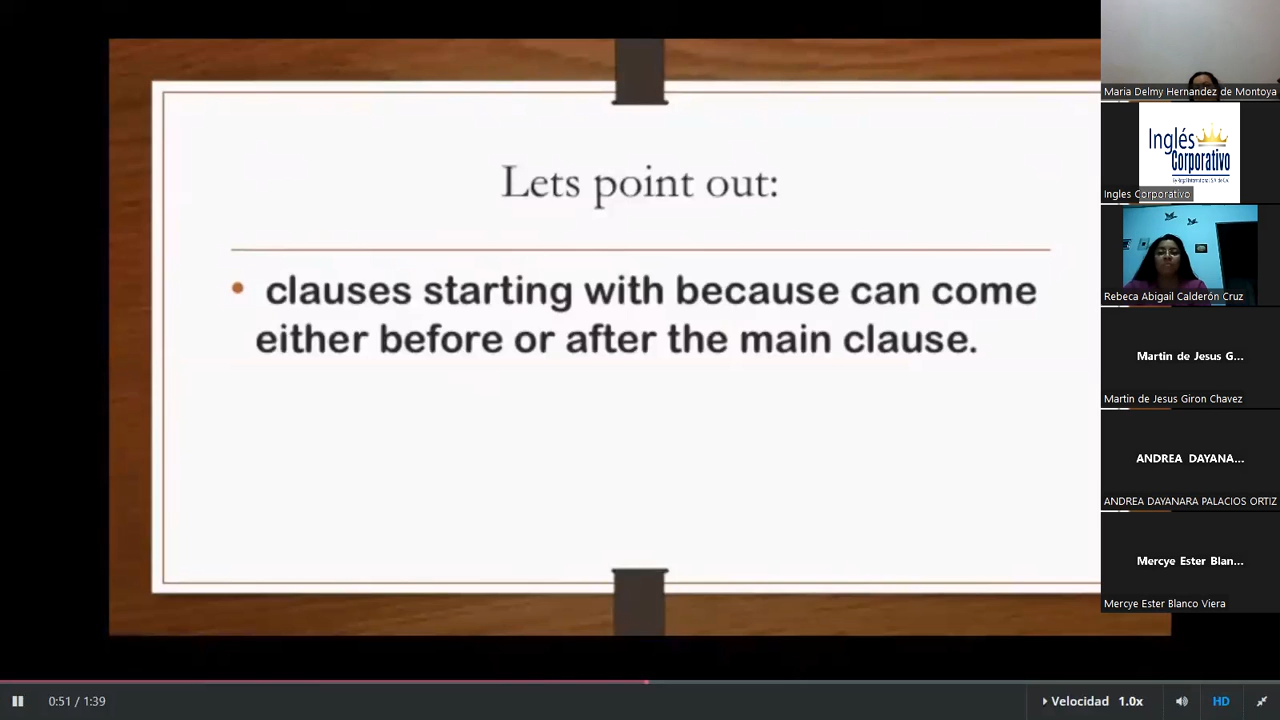 Lets point out:
• clauses starting with because can come
either before or after the main clause.
Maria Delmy Hernandez de Montoya
Inglés
Corporativo
Ingles Corporativo
Rebeca Abigail Calderón Cruz
Martin de Jesus G...
Martin de Jesus Giron Chavez
ANDREA DAYANA...
ANDREA DAYANARA PALACIOS ORTIZ
Mercye Ester Blan...
Mercye Ester Blanco Viera
0:51 / 1:39
Velocidad 1.0x
HD